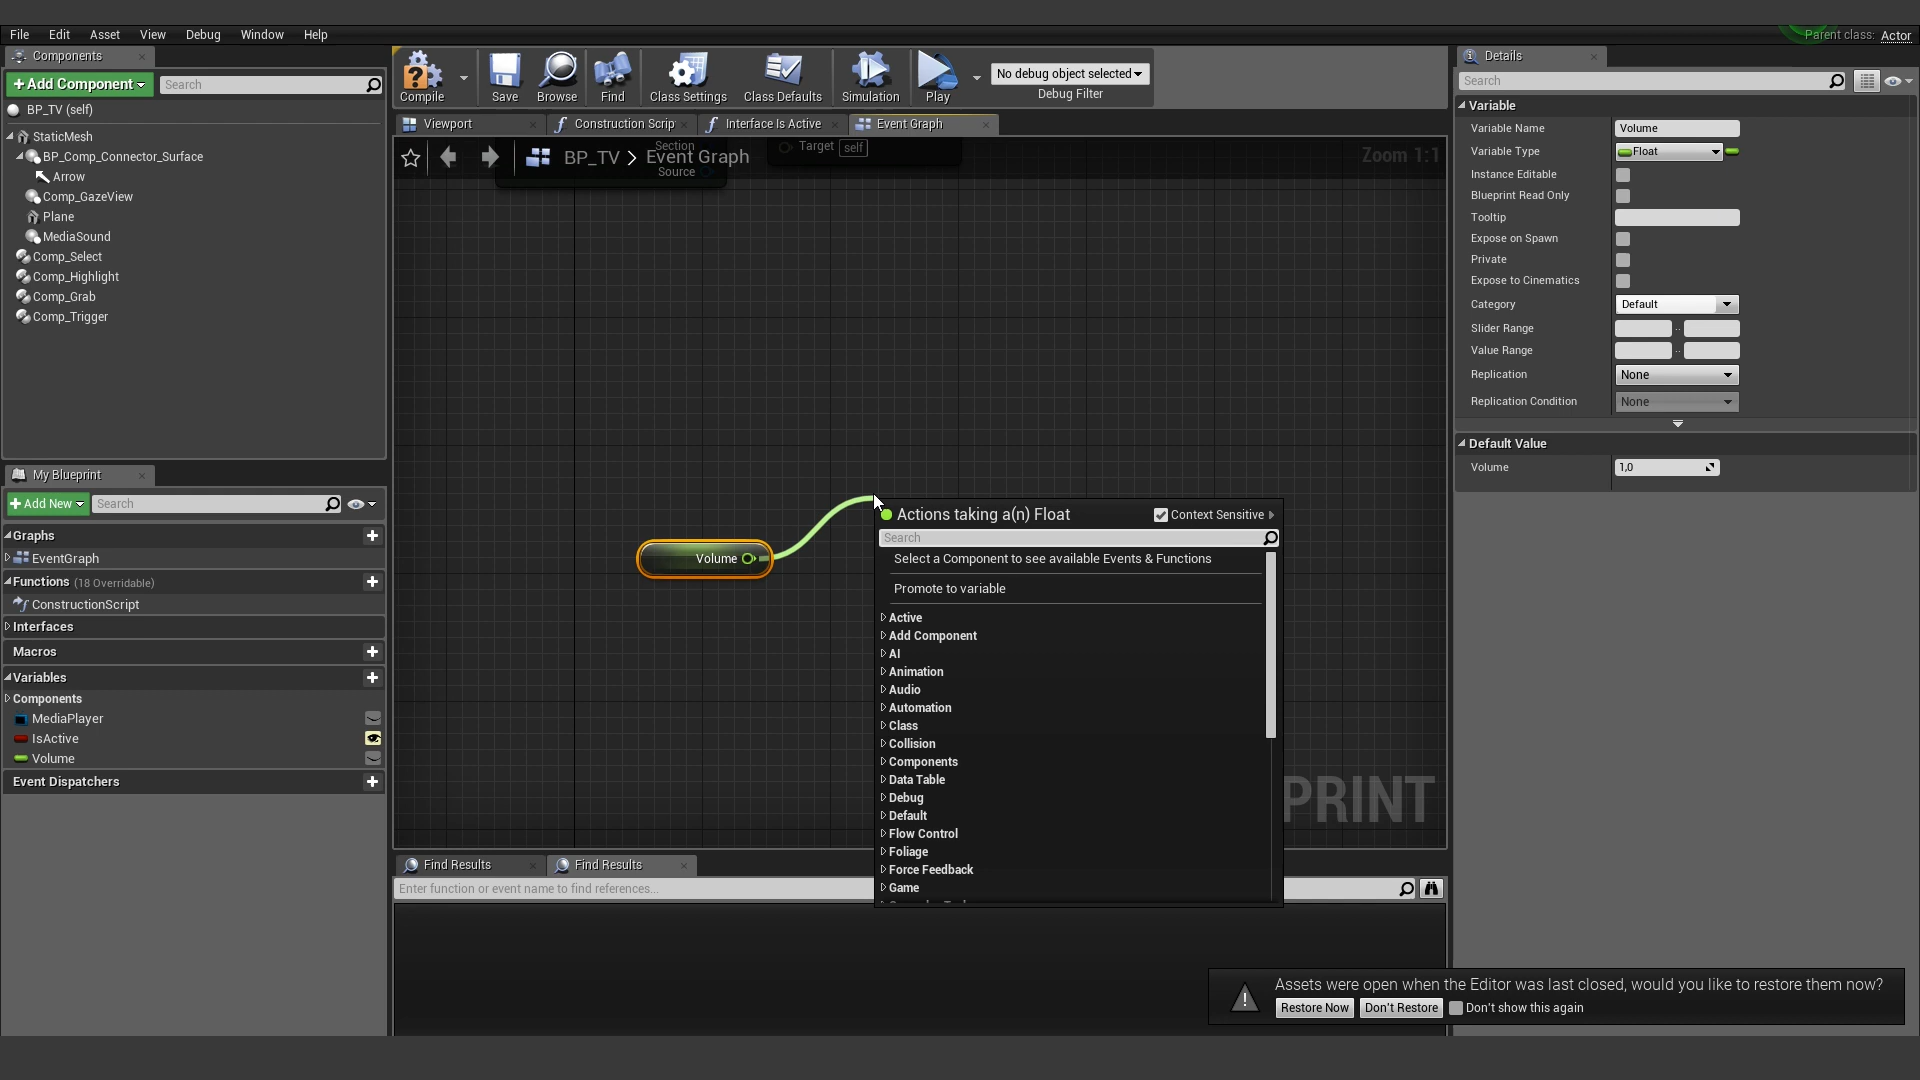 File Edit Asset View Debug Window Help
Parent class: Actor
Components
+ Add Component
Search
BP_TV (self)
StaticMesh
BP_Comp_Connector_Surface
Arrow
Comp_GazeView
Plane
MediaSound
Comp_Select
Comp_Highlight
Comp_Grab
Comp_Trigger
My Blueprint
+ Add New
Search
Graphs
EventGraph
Functions (18 Overridable)
ConstructionScript
Interfaces
Macros
Variables
Components
MediaPlayer
IsActive
Volume
Event Dispatchers
Compile
Save
Browse
Find
Class Settings
Class Defaults
Simulation
Play
No debug object selected
Debug Filter
Viewport
Construction Scrip
Interface Is Active
Event Graph
BP_TV > Event Graph
Zoom 1:1
Section
Source
Target self
Volume
Actions taking a(n) Float
Context Sensitive
Search
Select a Component to see available Events & Functions
Promote to variable
Active
Add Component
AI
Animation
Audio
Automation
Class
Collision
Components
Data Table
Debug
Default
Flow Control
Foliage
Force Feedback
Game
PRINT
Find Results
Find Results
Enter function or event name to find references...
Details
Search
Variable
Variable Name Volume
Variable Type Float
Instance Editable
Blueprint Read Only
Tooltip
Expose on Spawn
Private
Expose to Cinematics
Category Default
Slider Range
Value Range
Replication None
Replication Condition None
Default Value
Volume 1,0
Assets were open when the Editor was last closed, would you like to restore them now?
Restore Now Don't Restore Don't show this again